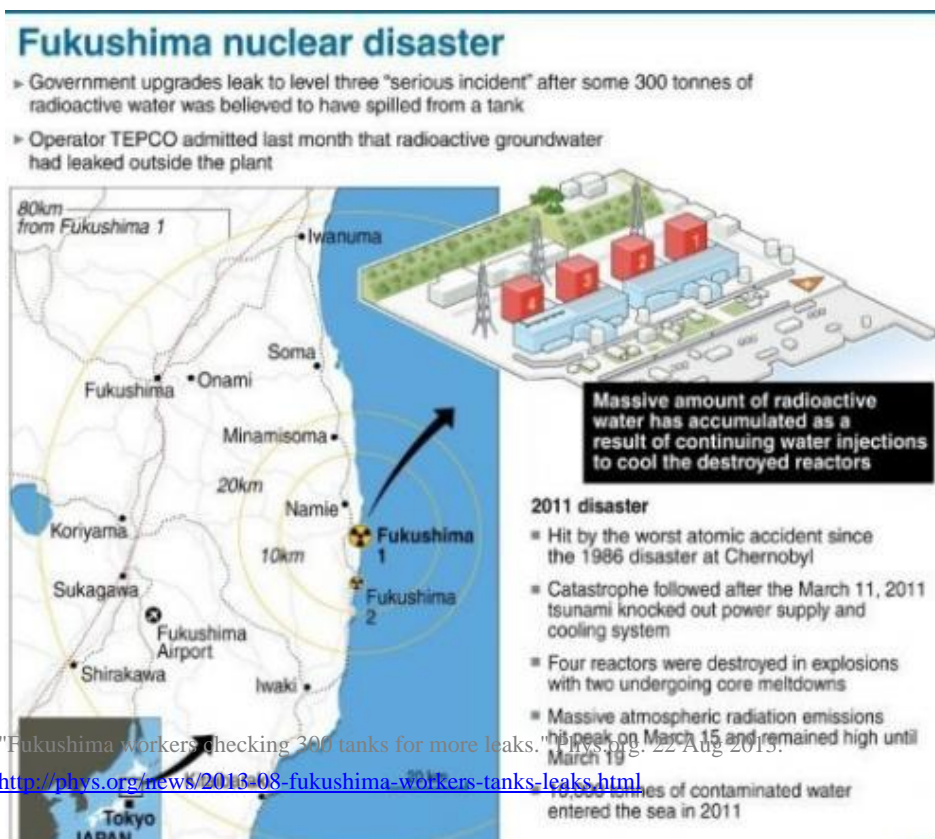 Fukushima nuclear disaster
▸ Government upgrades leak to level three "serious incident" after some 300 tonnes of
radioactive water was believed to have spilled from a tank
▸ Operator TEPCO admitted last month that radioactive groundwater
had leaked outside the plant
80km
from Fukushima 1
Iwanuma
Soma
Fukushima
Onami
Minamisoma
20km
Namie
Koriyama
10km
Fukushima
1
Sukagawa
Fukushima
2
Fukushima
Airport
Shirakawa
Iwaki
Tokyo
JAPAN
4
3
2
1
Massive amount of radioactive
water has accumulated as a
result of continuing water injections
to cool the destroyed reactors
2011 disaster
■ Hit by the worst atomic accident since
the 1986 disaster at Chernobyl
■ Catastrophe followed after the March 11, 2011
tsunami knocked out power supply and
cooling system
■ Four reactors were destroyed in explosions
with two undergoing core meltdowns
■ Massive atmospheric radiation emissions
hit peak on March 15 and remained high until
March 19
tonnes of contaminated water
entered the sea in 2011
"Fukushima workers checking 300 tanks for more leaks." Phys.org. 22 Aug 2013.
http://phys.org/news/2013-08-fukushima-workers-tanks-leaks.html